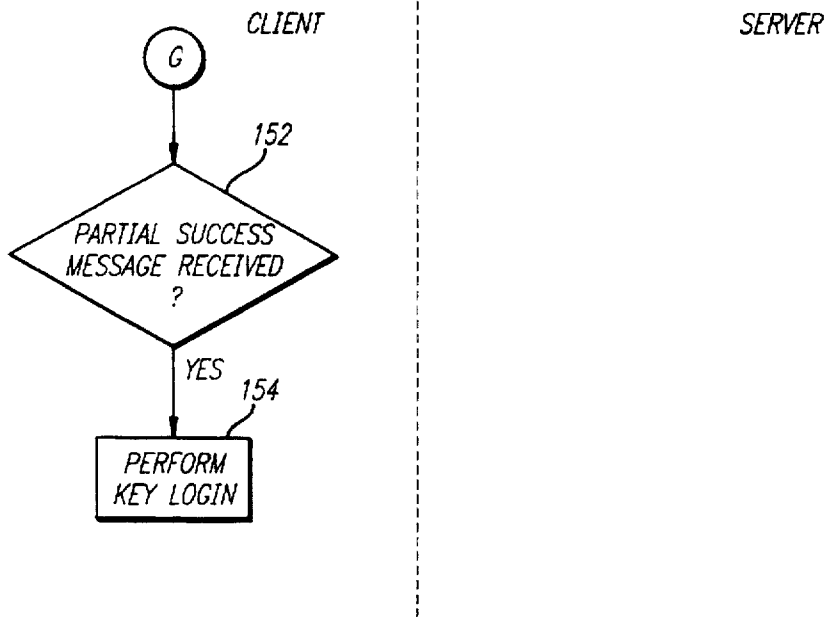 CLIENT
SERVER
G
152
PARTIAL SUCCESS
MESSAGE RECEIVED
?
YES
154
PERFORM
KEY LOGIN